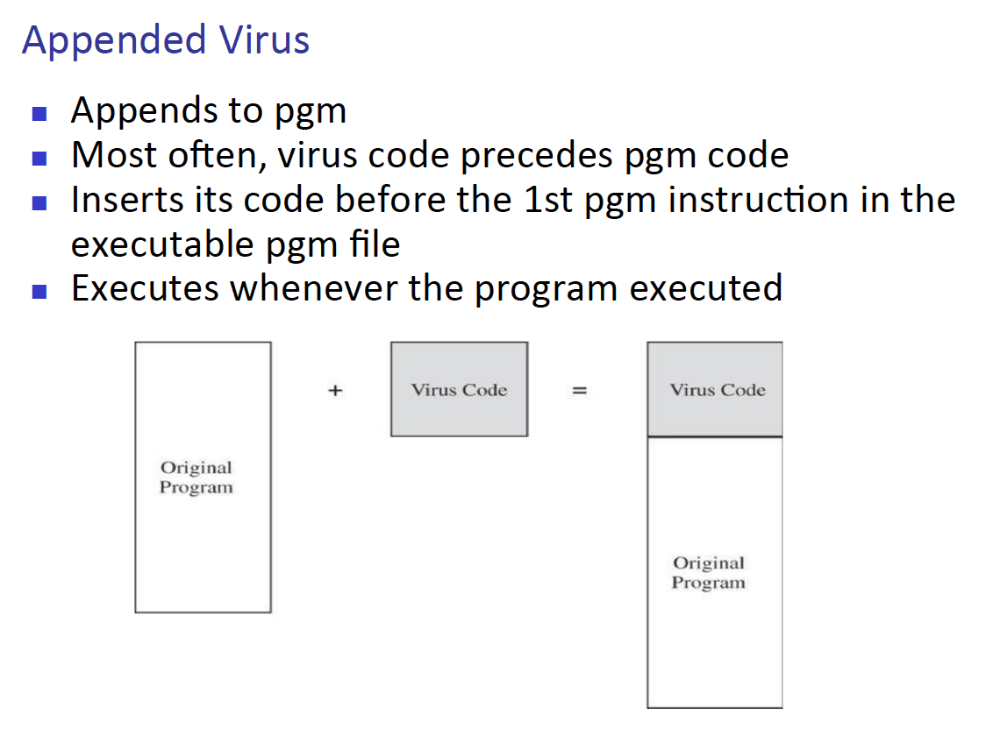 Appended Virus
Appends to pgm
Most often, virus code precedes pgm code
Inserts its code before the 1st pgm instruction in the
executable pgm file
Executes whenever the program executed
Original
Program
+
Virus Code
=
Virus Code
Original
Program